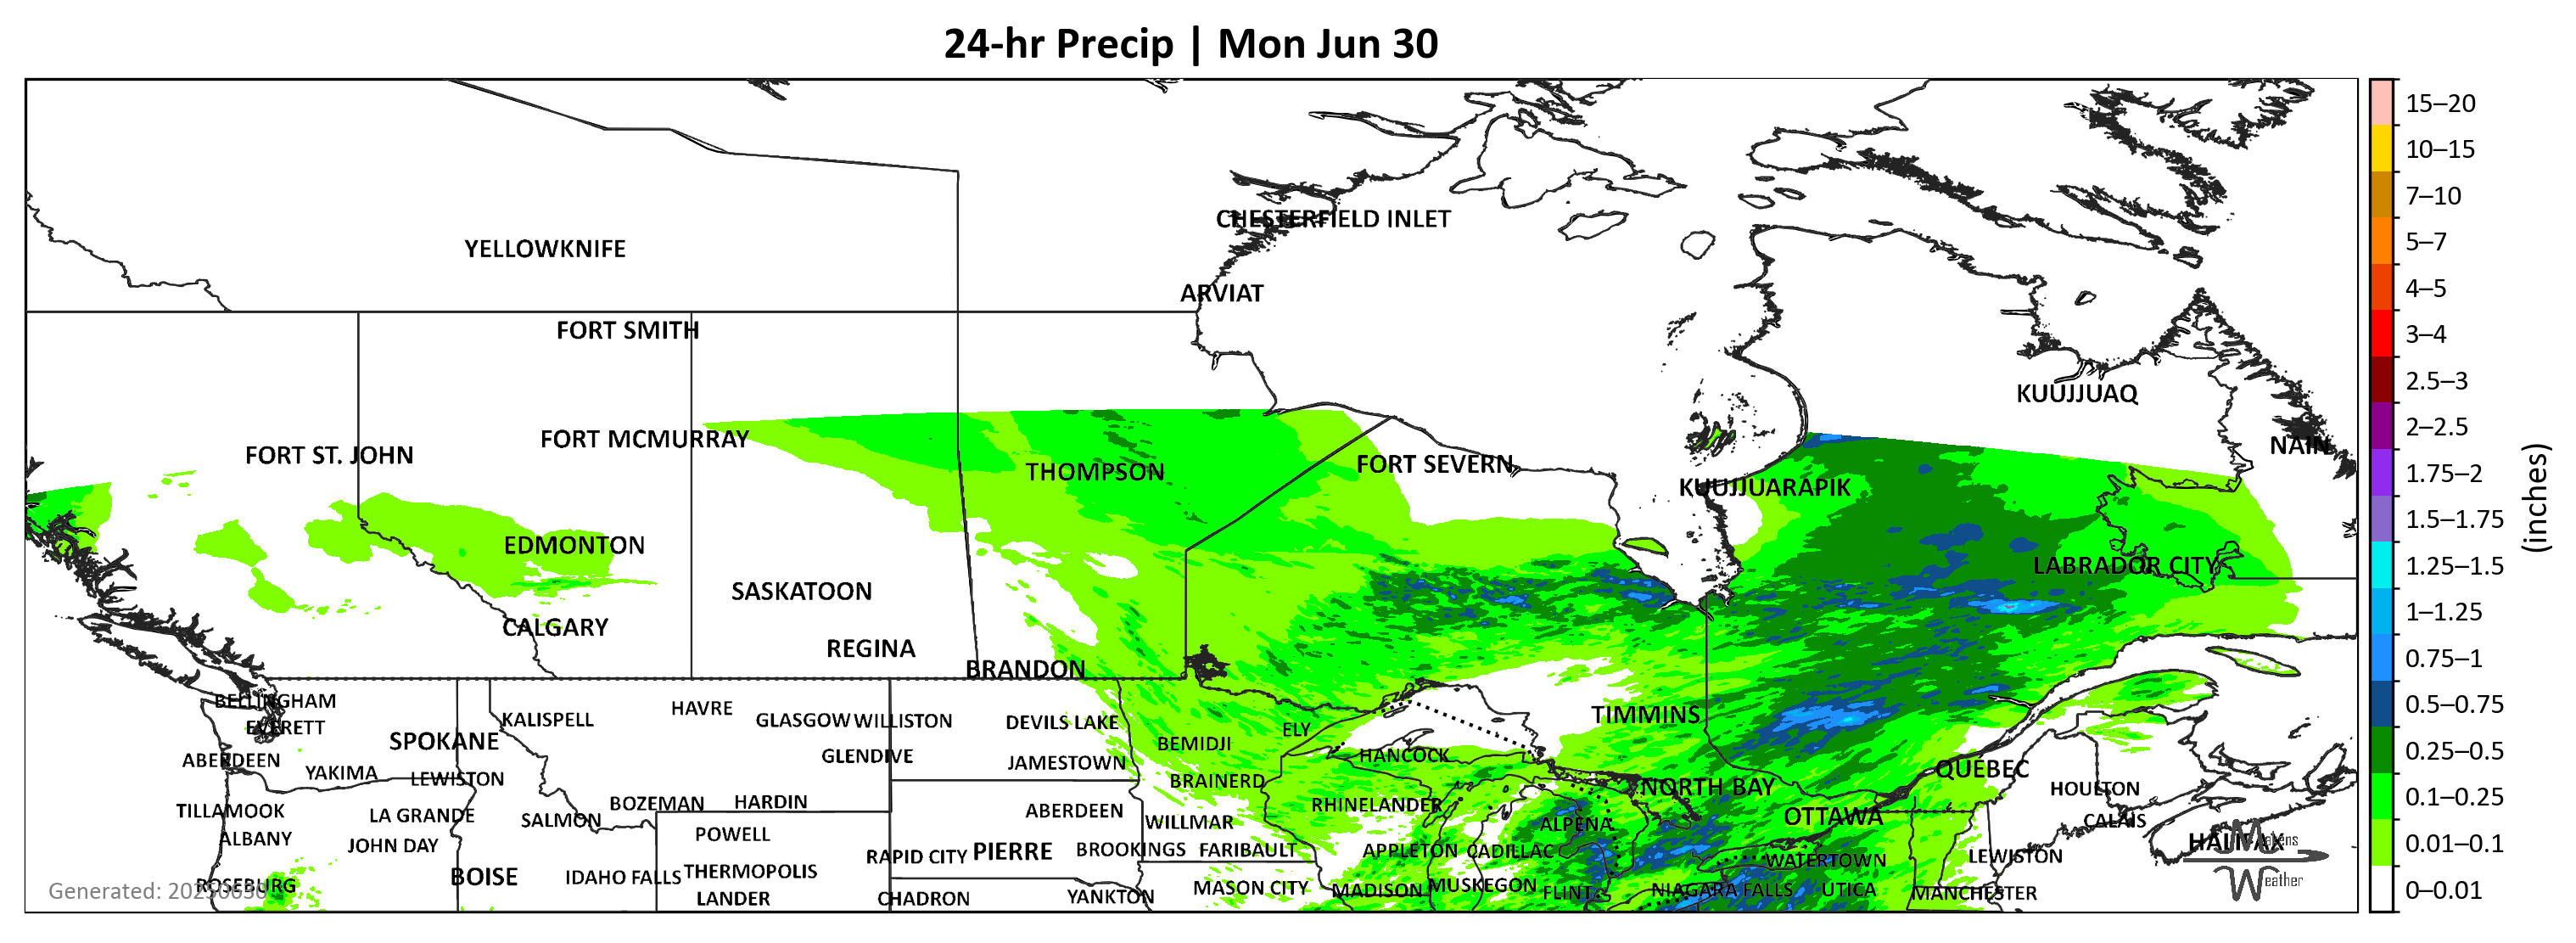 24-hr Precip | Mon Jun 30
CHESTERFIELD INLET
YELLOWKNIFE
ARVIAT
FORT SMITH
KUUJJUAQ
FORT MCMURRAY
NAIN
FORT ST. JOHN
FORT SEVERN
THOMPSON
KUUJJUARAPIK
EDMONTON
LABRADOR CITY
SASKATOON
CALGARY
REGINA
BRANDON
BELLINGHAM
HAVRE
KALISPELL
GLASGOW
WILLISTON
DEVILS LAKE
TIMMINS
EVERETT
ELY
SPOKANE
BEMIDJI
GLENDIVE
HANCOCK
ABERDEEN
JAMESTOWN
QUÉBEC
YAKIMA
LEWISTON
BRAINERD
NORTH BAY
HOULTON
BOZEMAN
HARDIN
RHINELANDER
TILLAMOOK
LA GRANDE
ABERDEEN
SALMON
WILLMAR
ALPENA
OTTAWA
CALAIS
ALBANY
POWELL
JOHN DAY
HALIFAX
RAPID CITY
PIERRE
BROOKINGS
FARIBAULT
APPLETON
CADILLAC
LEWISTON
WATERTOWN
BOISE
IDAHO FALLS
THERMOPOLIS
ROSEBURG
MASON CITY
MADISON
MUSKEGON
FLINT
NIAGARA FALLS
UTICA
MANCHESTER
LANDER
CHADRON
YANKTON
Weather
15–20
10–15
7–10
5–7
4–5
3–4
2.5–3
2–2.5
1.75–2
1.5–1.75
1.25–1.5
1–1.25
0.75–1
0.5–0.75
0.25–0.5
0.1–0.25
0.01–0.1
0–0.01
(inches)
Generated: 20250630